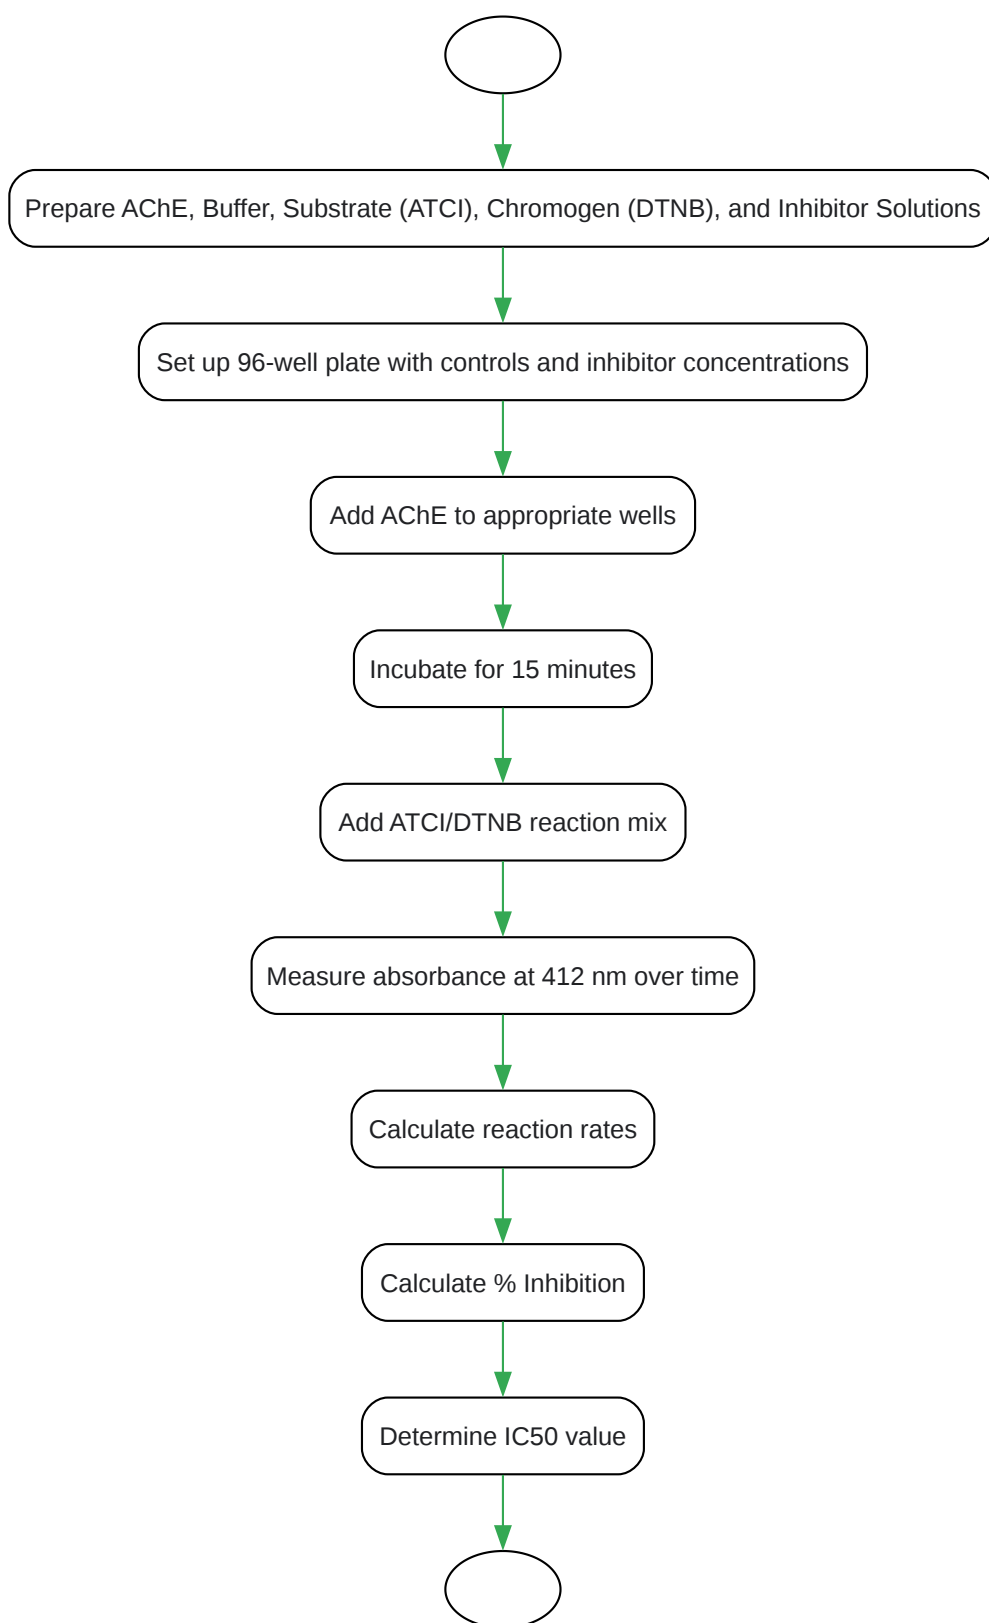 Prepare AChE, Buffer, Substrate (ATCI), Chromogen (DTNB), and Inhibitor Solutions
Set up 96-well plate with controls and inhibitor concentrations
Add AChE to appropriate wells
Incubate for 15 minutes
Add ATCI/DTNB reaction mix
Measure absorbance at 412 nm over time
Calculate reaction rates
Calculate % Inhibition
Determine IC50 value